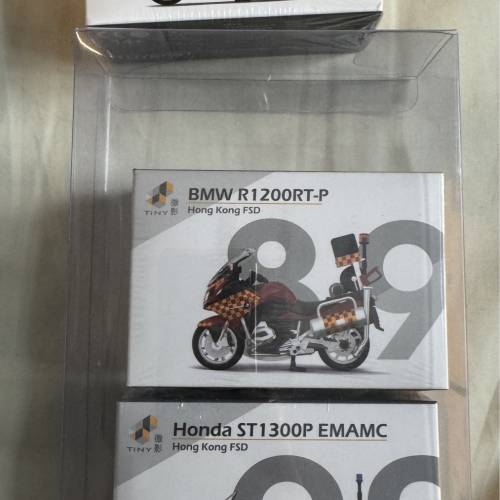 BMW R1200RT-P
Hong Kong FSD
TINY 微影
89
Honda ST1300P EMAMC
Hong Kong FSD
TINY 微影